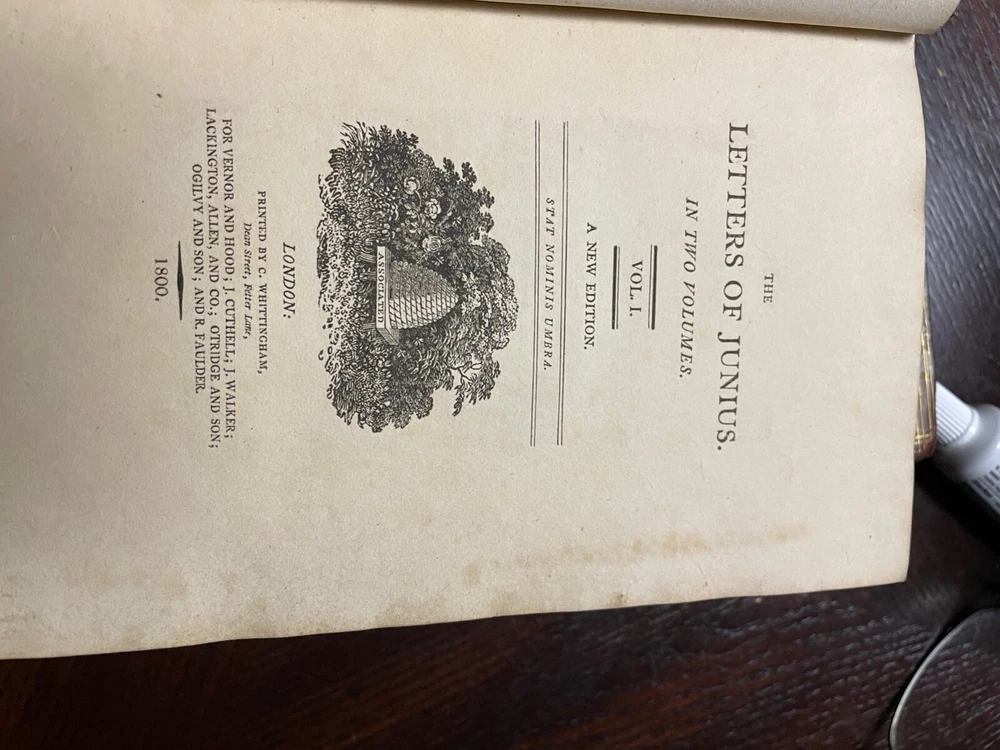 THE
LETTERS OF JUNIUS.
IN TWO VOLUMES.
VOL. I.
A NEW EDITION.
STAT NOMINIS UMBRA.
ASSOCIATED
LONDON:
PRINTED BY C. WHITTINGHAM,
Dean Street, Fetter Lane,
FOR VERNOR AND HOOD; J. CUTHELL; J. WALKER;
LACKINGTON, ALLEN, AND CO.; OTRIDGE AND SON;
OGILVY AND SON; AND R. FAULDER.
1800.